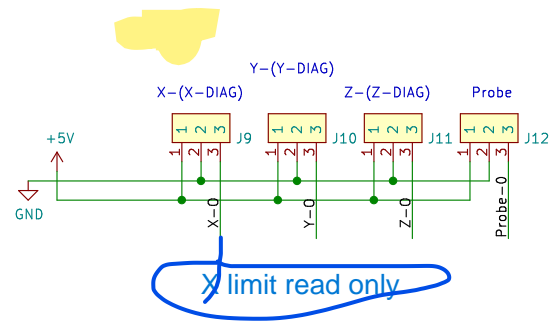 Y-(Y-DIAG)
X-(X-DIAG) Z-(Z-DIAG) Probe
+5V 1 2 3 J9 1 2 3 J10 1 2 3 J11 1 2 3 J12
1 2 3 1 2 3 1 2 3 1 2 3
GND X-0 Y-0 Z-0 Probe-0
X limit read only